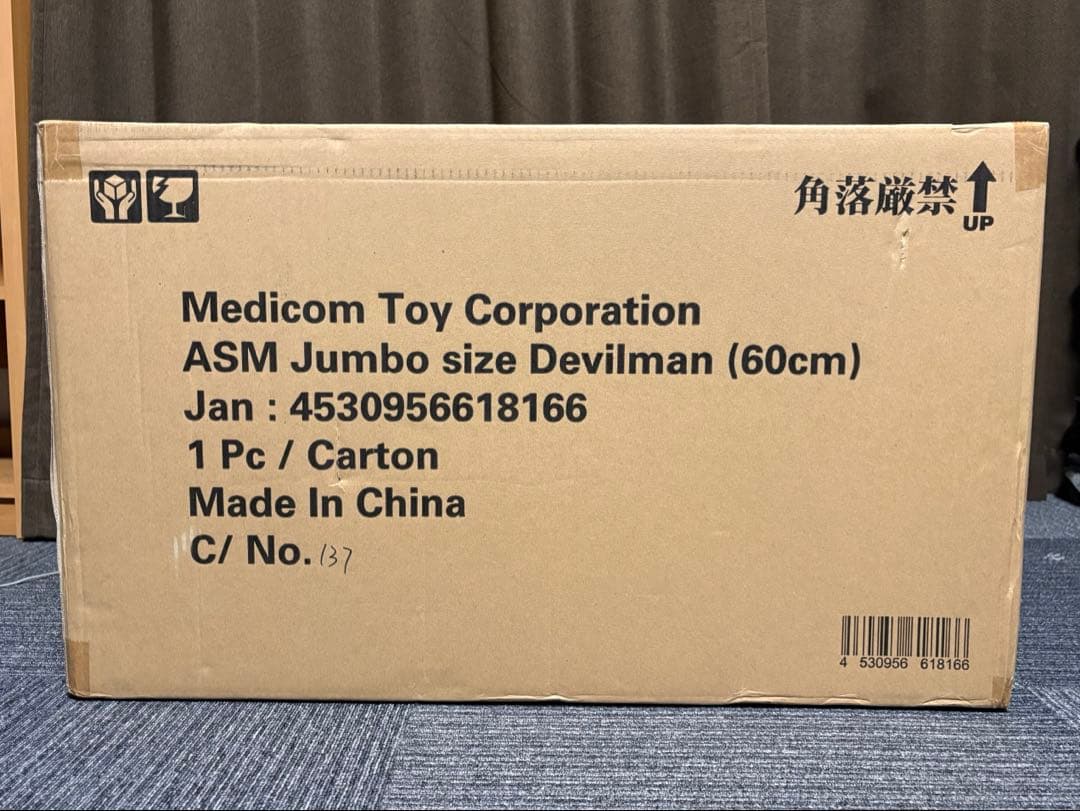 角落厳禁
UP
Medicom Toy Corporation
ASM Jumbo size Devilman (60cm)
Jan : 4530956618166
1 Pc / Carton
Made In China
C/ No. 137
4 530956 618166